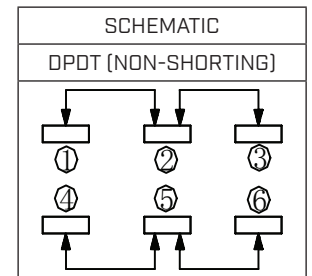 SCHEMATIC
DPDT (NON-SHORTING)
① ② ③
④ ⑤ ⑥